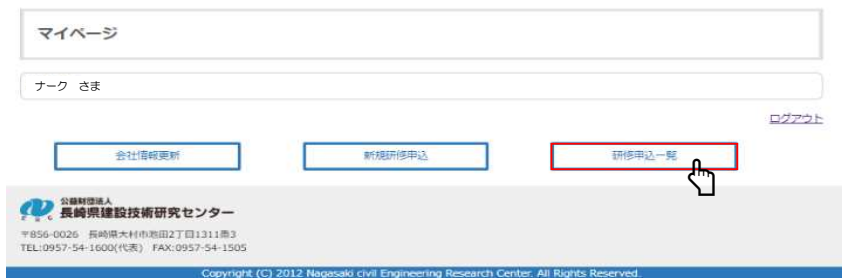 マイページ
ナーク さま
ログアウト
会社情報更新 新規研修申込 研修申込一覧
公益財団法人
長崎県建設技術研究センター
〒856-0026 長崎県大村市池田2丁目1311番3
TEL:0957-54-1600(代表) FAX:0957-54-1505
Copyright (C) 2012 Nagasaki civil Engineering Research Center. All Rights Reserved.